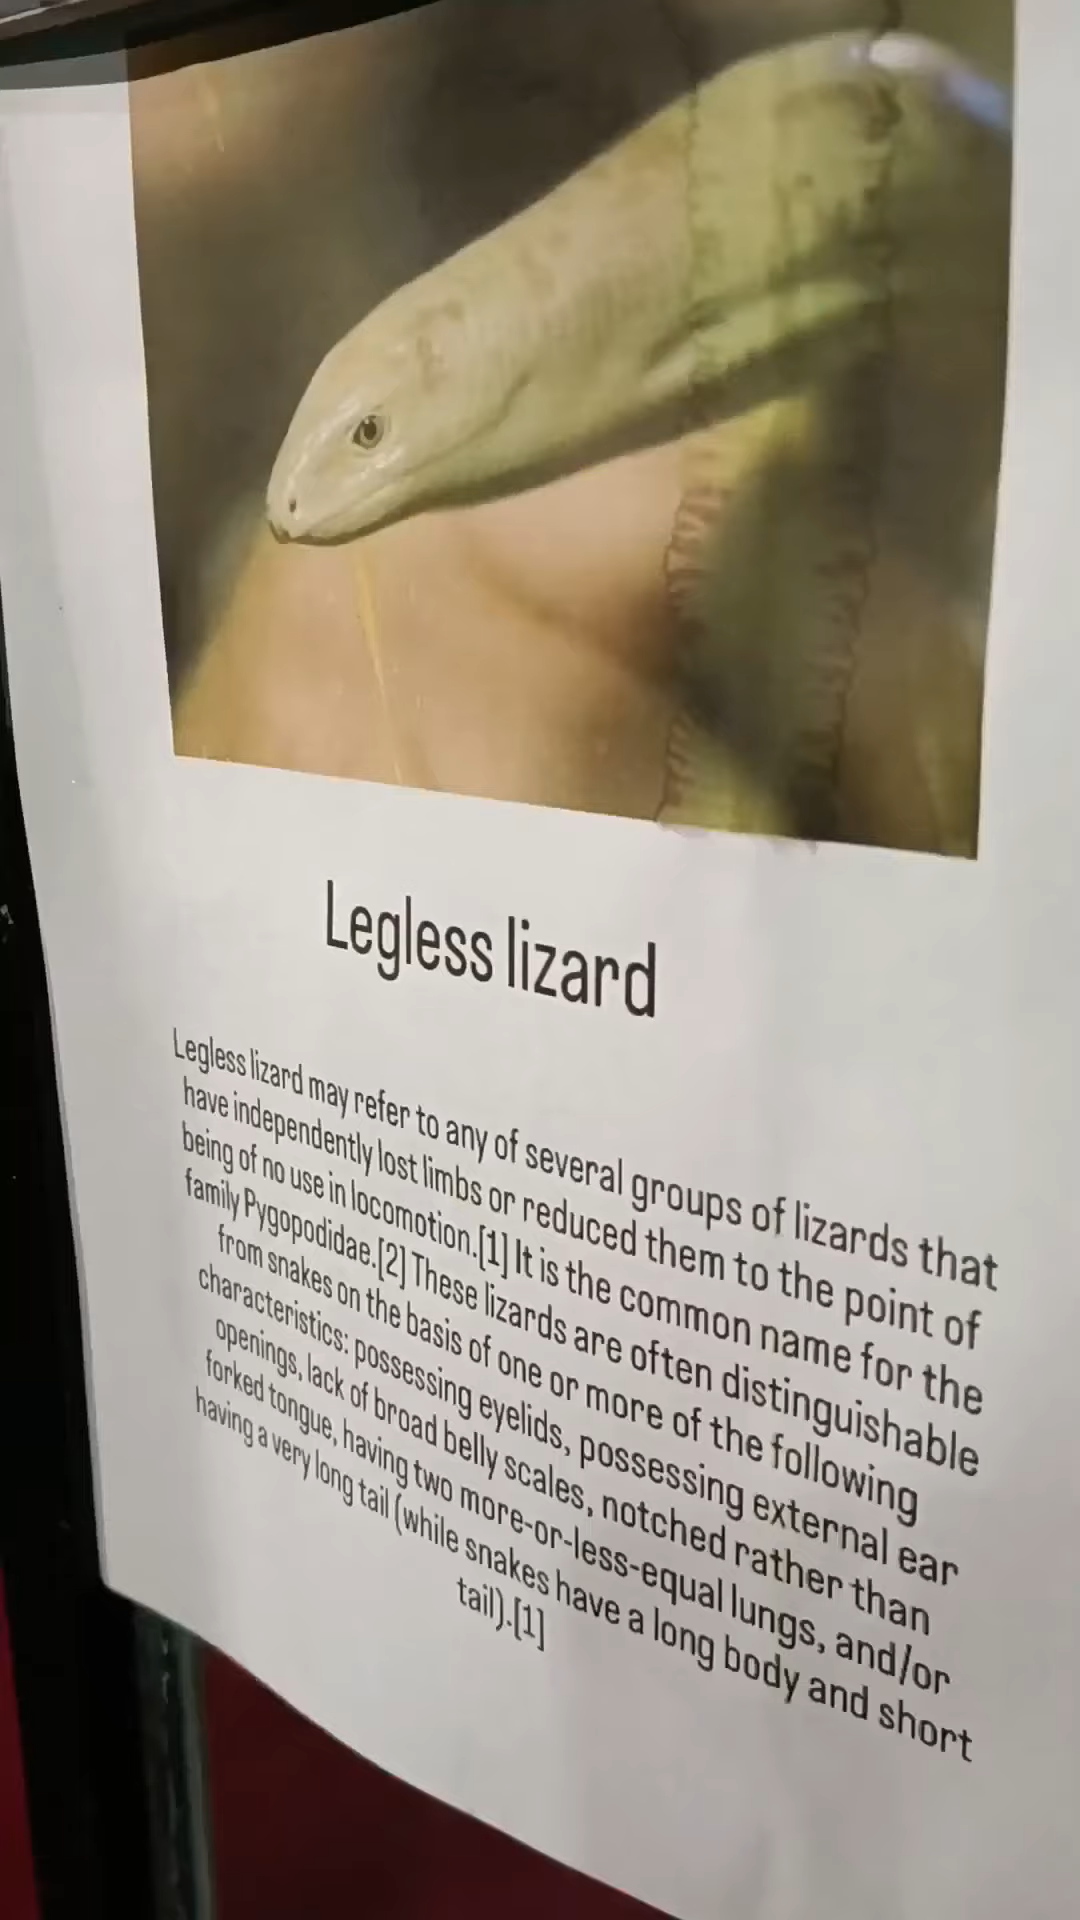 Legless lizard
Legless lizard may refer to any of several groups of lizards that
have independently lost limbs or reduced them to the point of
being of no use in locomotion.[1] It is the common name for the
family Pygopodidae.[2] These lizards are often distinguishable
from snakes on the basis of one or more of the following
characteristics: possessing eyelids, possessing external ear
openings, lack of broad belly scales, notched rather than
forked tongue, having two more-or-less-equal lungs, and/or
having a very long tail (while snakes have a long body and short
tail).[1]